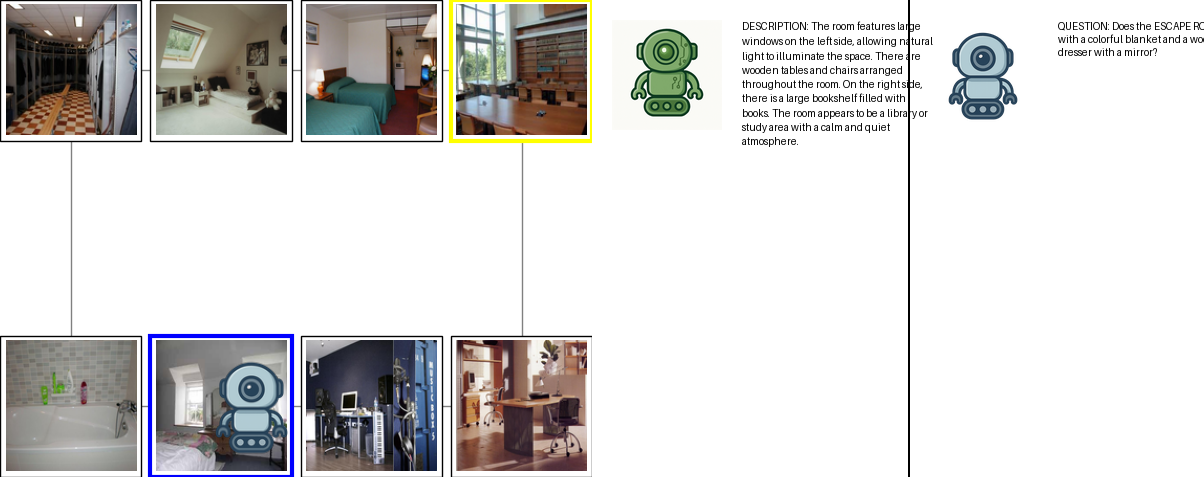 DESCRIPTION: The room features large
windows on the left side, allowing natural
light to illuminate the space. There are
wooden tables and chairs arranged
throughout the room. On the right side,
there is a large bookshelf filled with
books. The room appears to be a library or
study area with a calm and quiet
atmosphere.
QUESTION: Does the ESCAPE RO
with a colorful blanket and a woo
dresser with a mirror?
MUSIC BOX 5